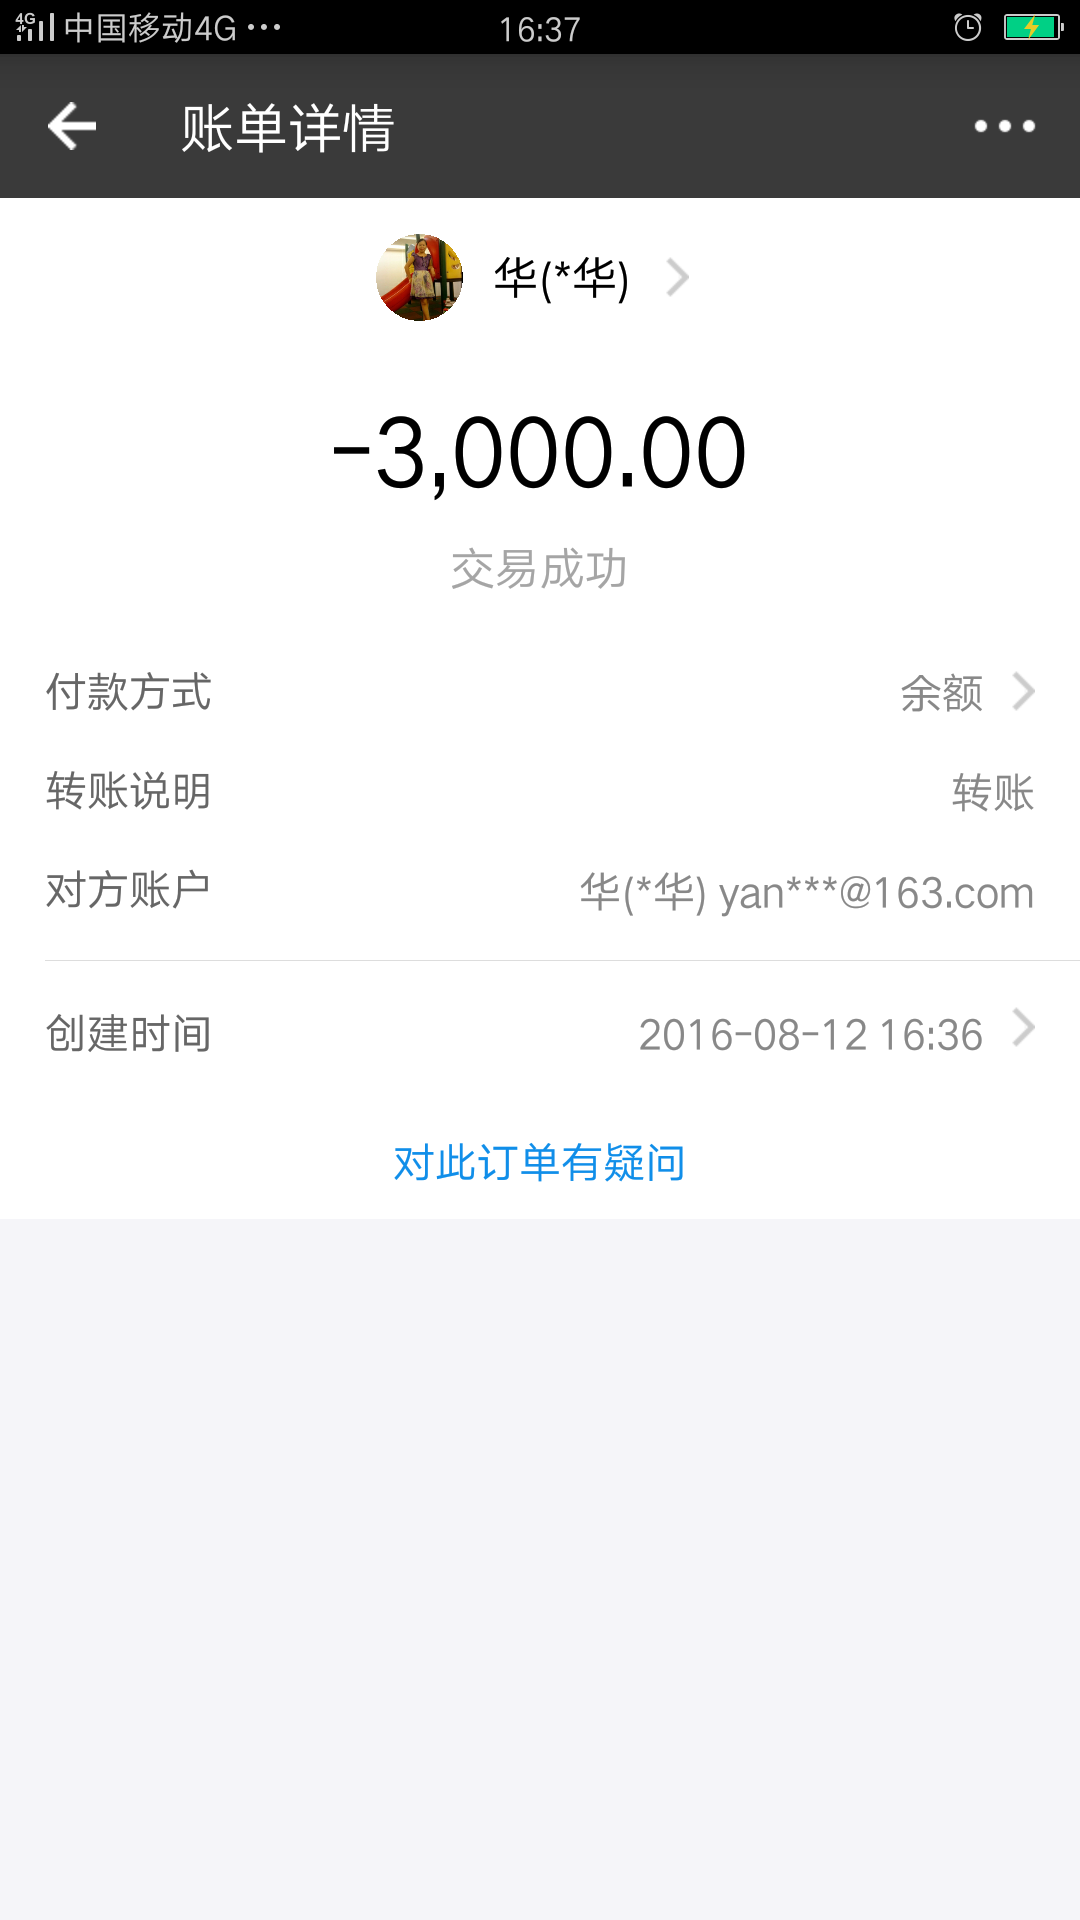 4G 中国移动4G ··· 16:37
账单详情
华(*华)
-3,000.00
交易成功
付款方式 余额
转账说明 转账
对方账户 华(*华) yan***@163.com
创建时间 2016-08-12 16:36
对此订单有疑问